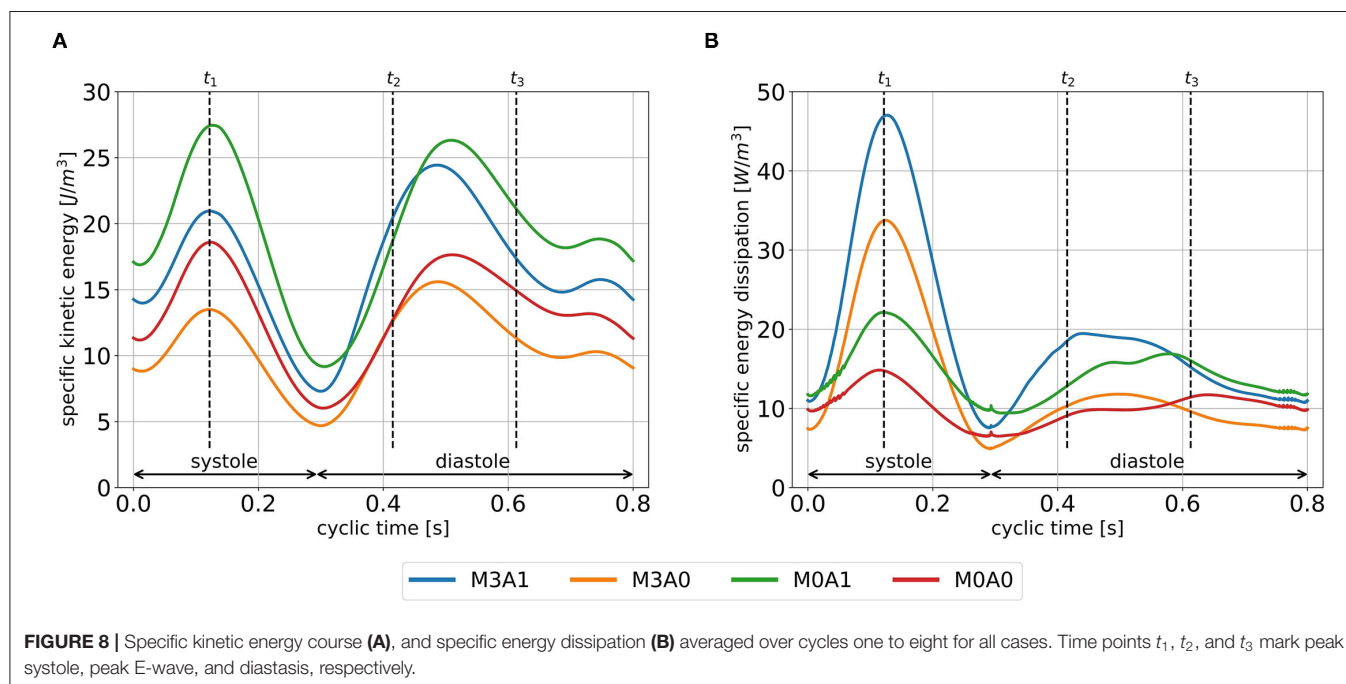 A
B
t1 t2 t3
t1 t2 t3
30
25
20
15
10
5
0
specific kinetic energy [J/m³]
systole diastole
0.0 0.2 0.4 0.6 0.8
cyclic time [s]
50
40
30
20
10
0
specific energy dissipation [W/m³]
systole diastole
0.0 0.2 0.4 0.6 0.8
cyclic time [s]
M3A1 M3A0 M0A1 M0A0
FIGURE 8 | Specific kinetic energy course (A), and specific energy dissipation (B) averaged over cycles one to eight for all cases. Time points t1, t2, and t3 mark peak
systole, peak E-wave, and diastasis, respectively.